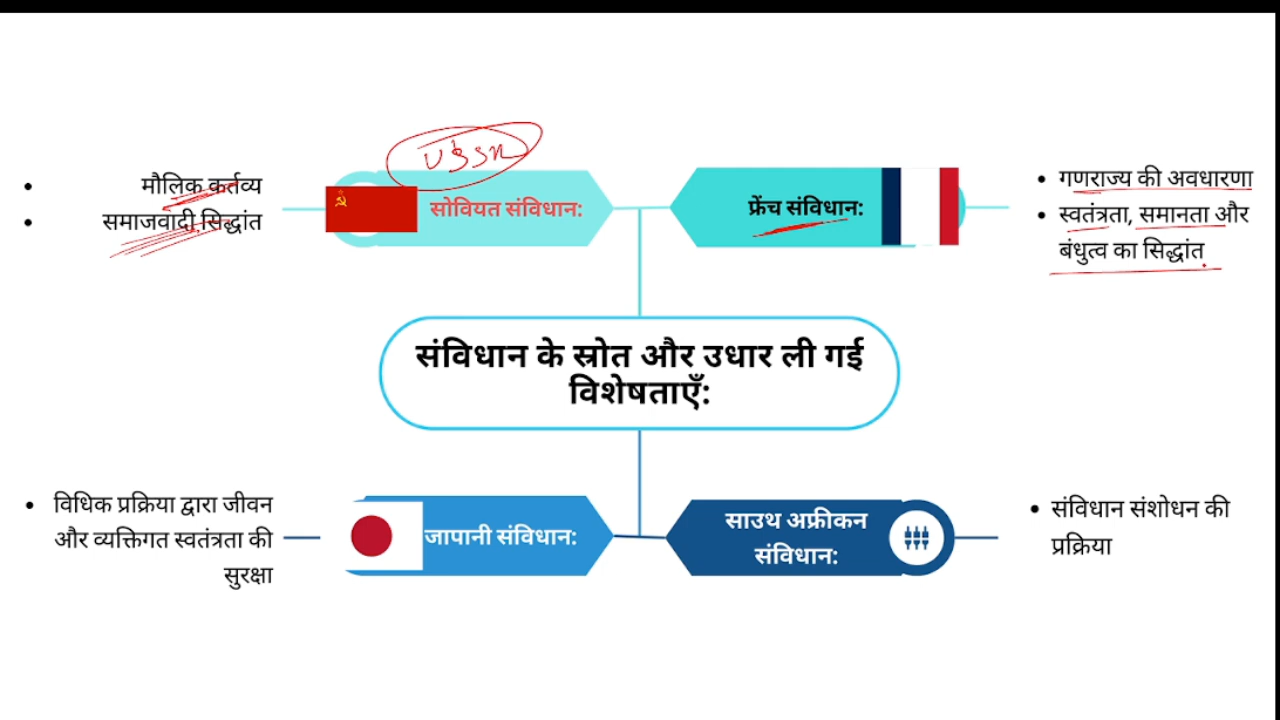 USSR
• मौलिक कर्तव्य
• समाजवादी सिद्धांत
सोवियत संविधान:
फ्रेंच संविधान:
• गणराज्य की अवधारणा
• स्वतंत्रता, समानता और
बंधुत्व का सिद्धांत
संविधान के स्रोत और उधार ली गई
विशेषताएँ:
• विधिक प्रक्रिया द्वारा जीवन
और व्यक्तिगत स्वतंत्रता की
सुरक्षा
जापानी संविधान:
साउथ अफ्रीकन
संविधान:
• संविधान संशोधन की
प्रक्रिया